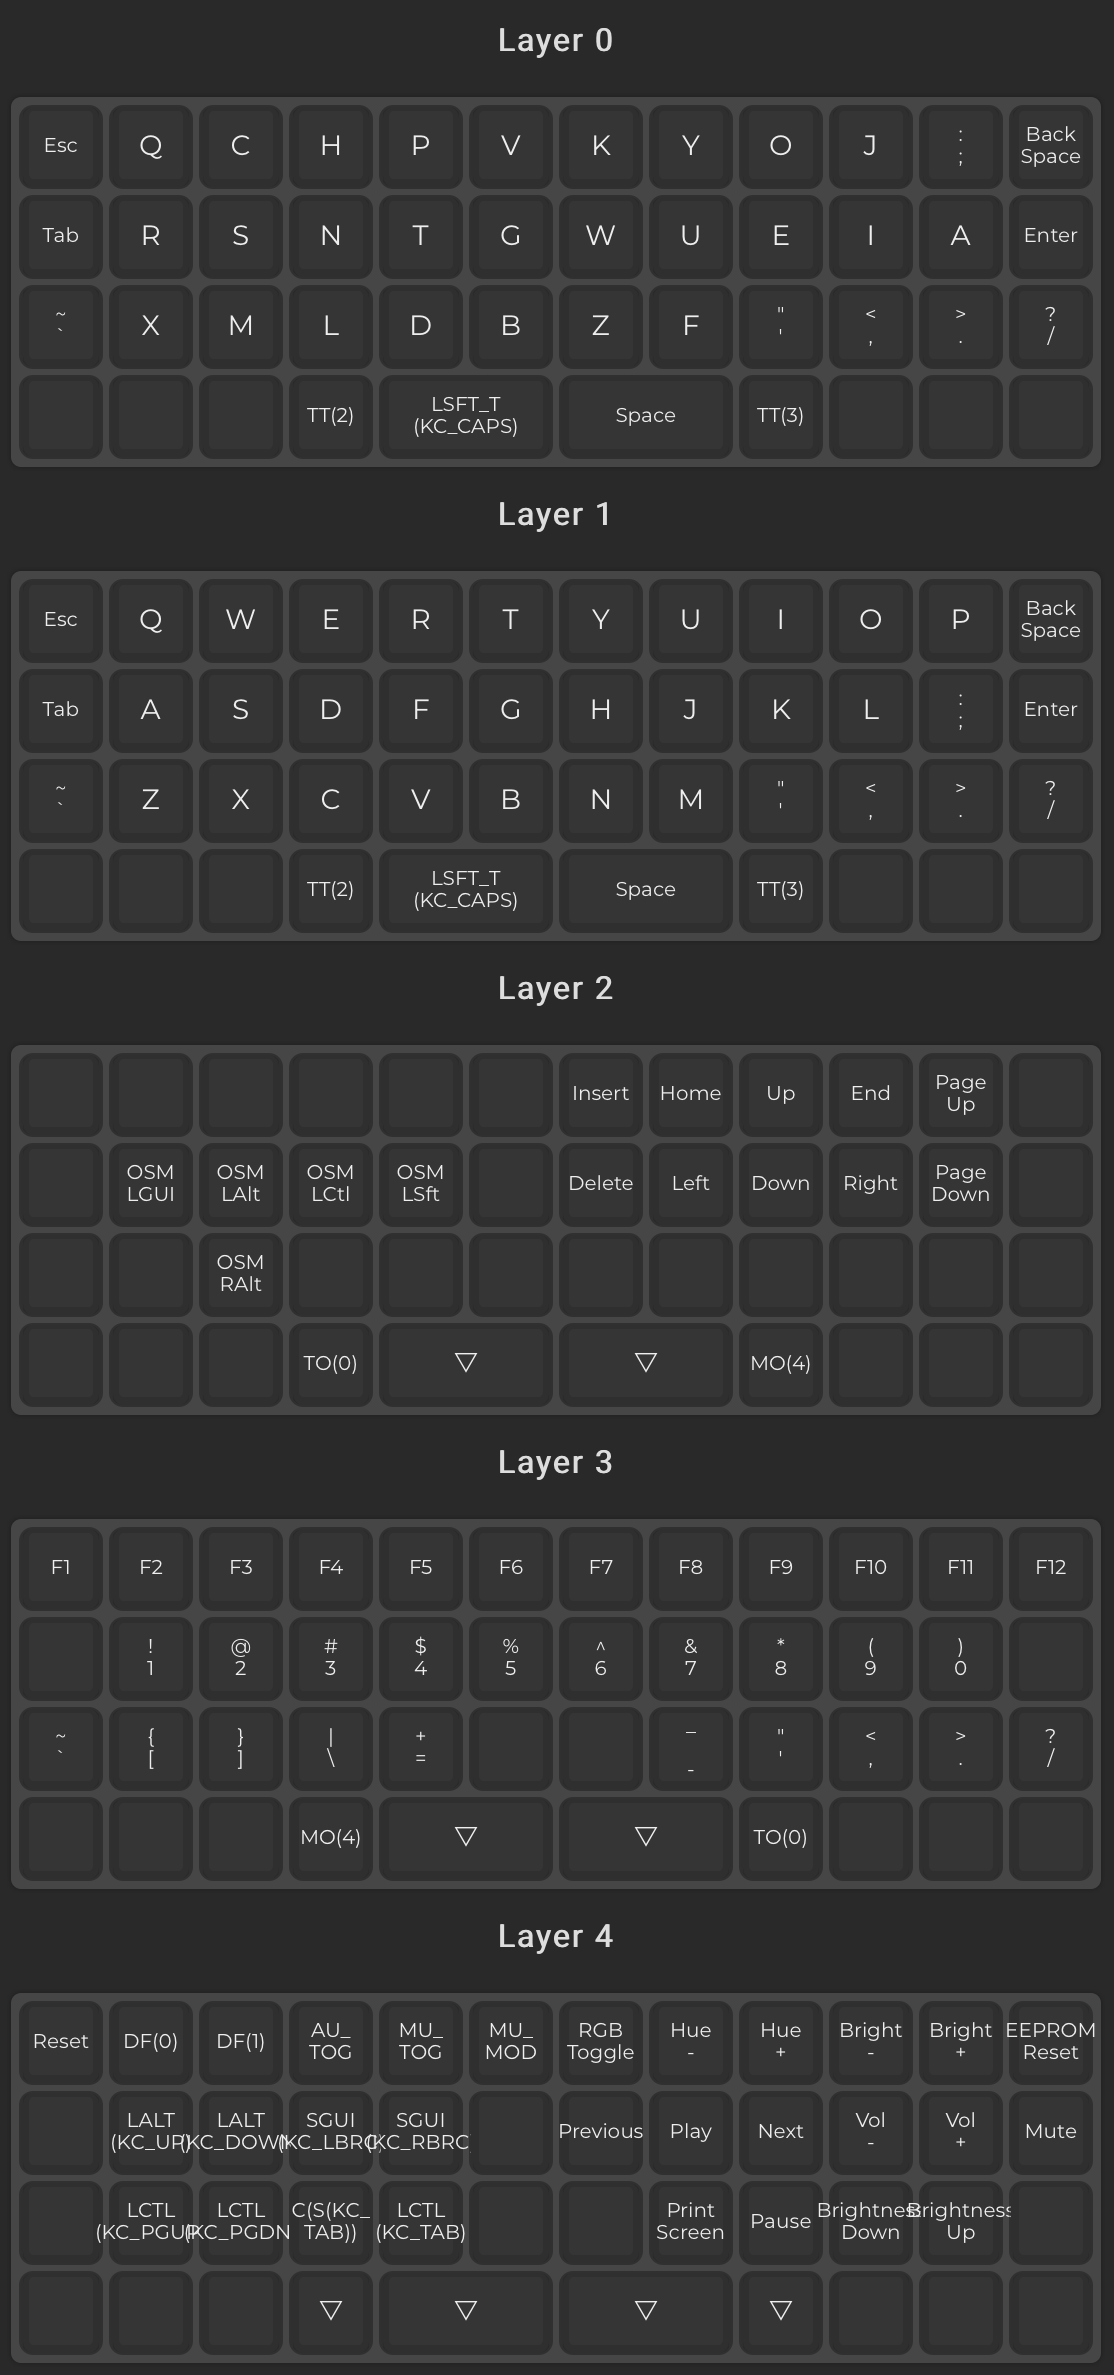 Layer 0
Esc Q C H P V K Y O J : ; Back Space
Tab R S N T G W U E I A Enter
~ ` X M L D B Z F " ' < , > . ? /
TT(2) LSFT_T (KC_CAPS) Space TT(3)
Layer 1
Esc Q W E R T Y U I O P Back Space
Tab A S D F G H J K L : ; Enter
~ ` Z X C V B N M " ' < , > . ? /
TT(2) LSFT_T (KC_CAPS) Space TT(3)
Layer 2
Insert Home Up End Page Up
OSM LGUI OSM LAlt OSM LCtl OSM LSft Delete Left Down Right Page Down
OSM RAlt
TO(0) ▽ ▽ MO(4)
Layer 3
F1 F2 F3 F4 F5 F6 F7 F8 F9 F10 F11 F12
! 1 @ 2 # 3 $ 4 % 5 ^ 6 & 7 * 8 ( 9 ) 0
~ ` { [ } ] | \ + = _ - " ' < , > . ? /
MO(4) ▽ ▽ TO(0)
Layer 4
Reset DF(0) DF(1) AU_ TOG MU_ TOG MU_ MOD RGB Toggle Hue - Hue + Bright - Bright + EEPROM Reset
LALT (KC_UP) LALT (KC_DOWN SGUI (KC_LBRC SGUI (KC_RBRC Previous Play Next Vol - Vol + Mute
LCTL (KC_PGUP LCTL (KC_PGDN C(S(KC_ TAB)) LCTL (KC_TAB) Print Screen Pause Brightness Down Brightness Up
▽ ▽ ▽ ▽